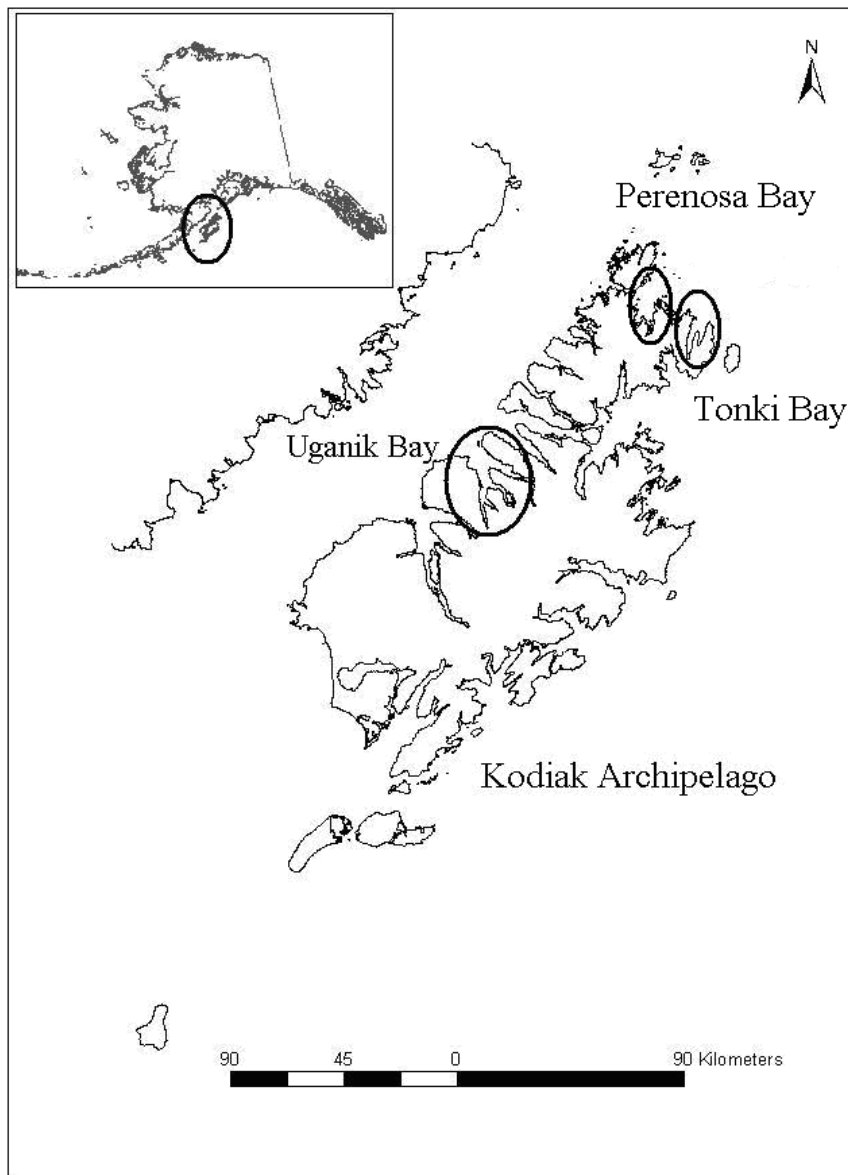 N
Perenosa Bay
Tonki Bay
Uganik Bay
Kodiak Archipelago
90 45 0 90 Kilometers